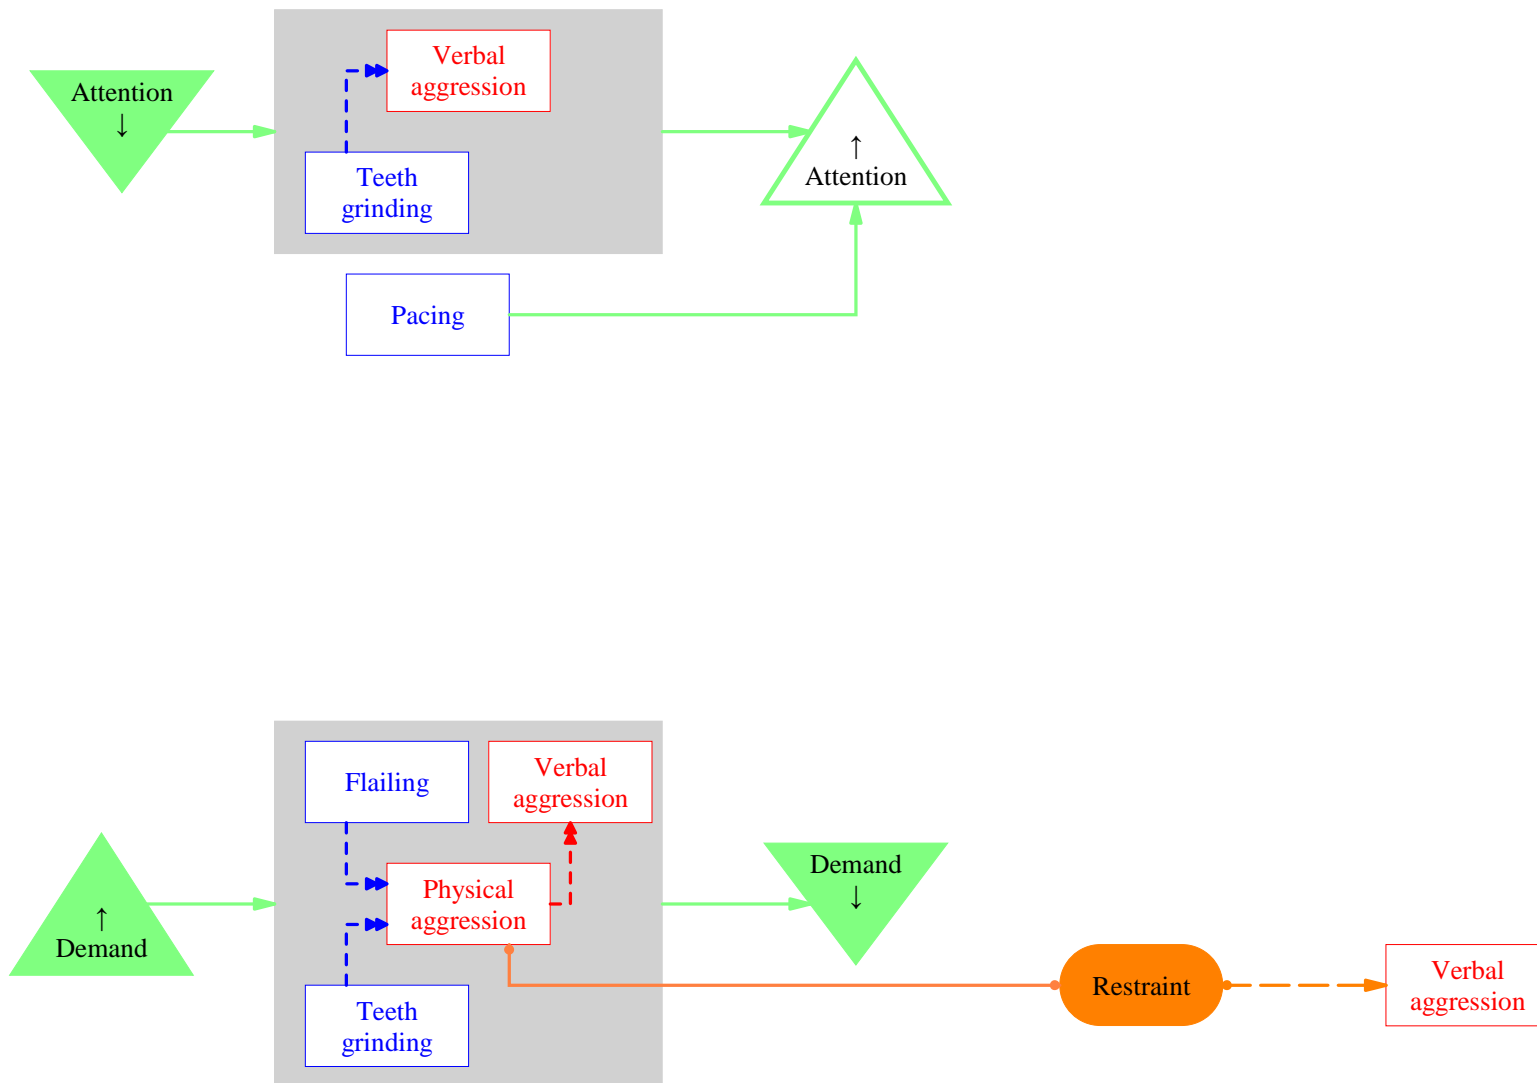 Attention
↓
Verbal
aggression
Teeth
grinding
↑
Attention
Pacing
↑
Demand
Flailing
Verbal
aggression
Physical
aggression
Teeth
grinding
Demand
↓
Restraint
Verbal
aggression